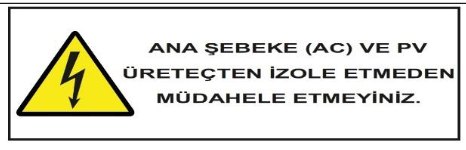 ANA ŞEBEKE (AC) VE PV
ÜRETEÇTEN İZOLE ETMEDEN
MÜDAHELE ETMEYİNİZ.